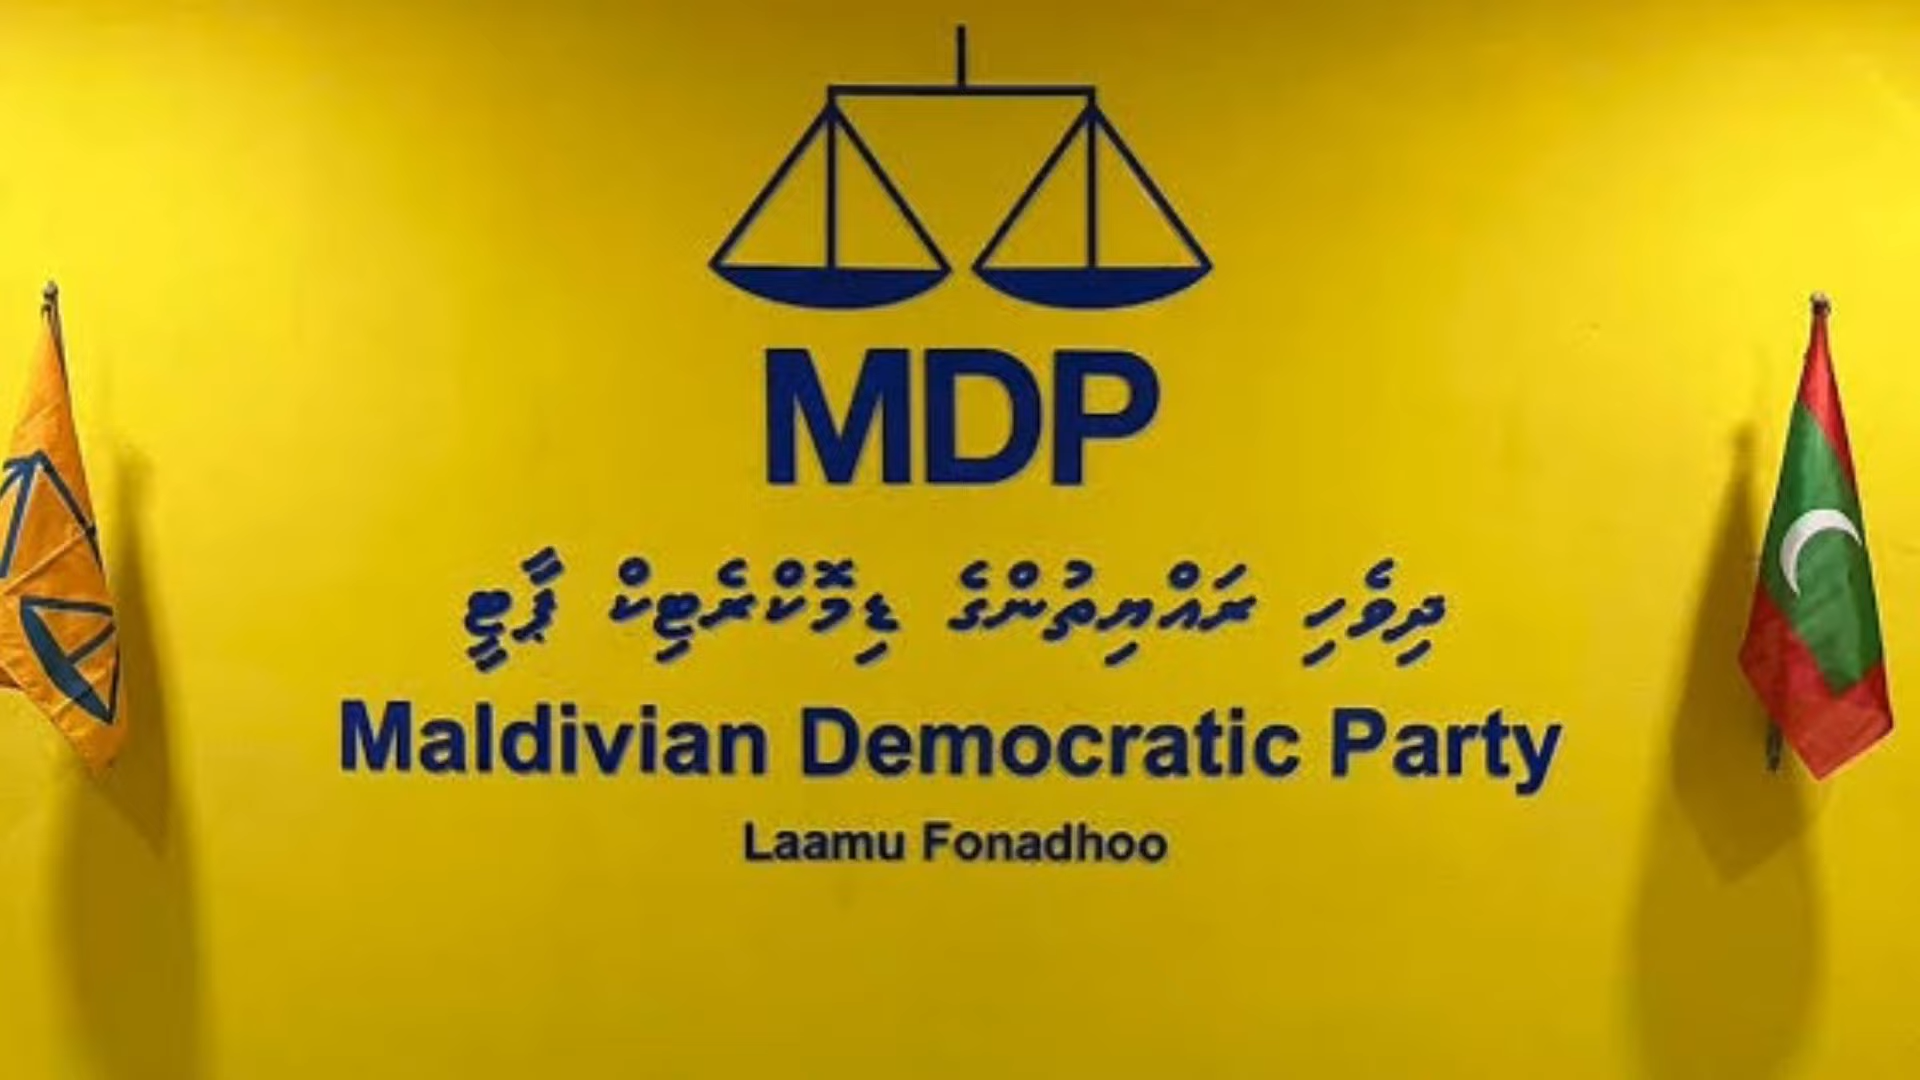 MDP
ދިވެހި ރައްޔިތުންގެ ޑިމޮކްރެޓިކް ޕާޓީ
Maldivian Democratic Party
Laamu Fonadhoo